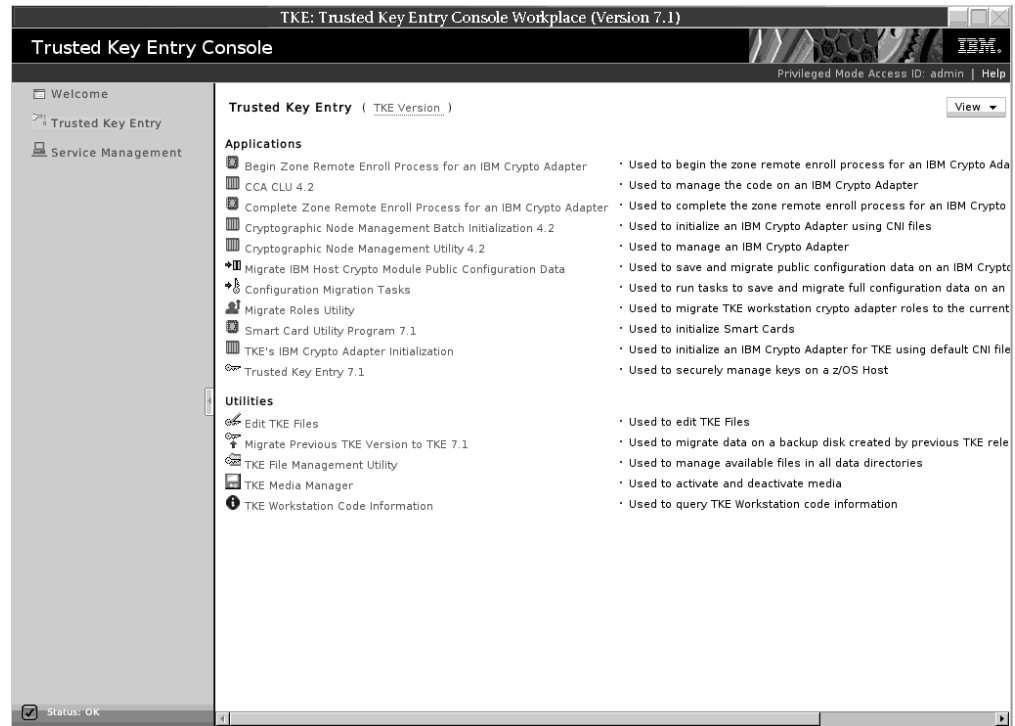 TKE: Trusted Key Entry Console Workplace (Version 7.1)
Trusted Key Entry Console
IBM.
Privileged Mode Access ID: admin | Help
Welcome
Trusted Key Entry
Service Management
Trusted Key Entry ( TKE Version )
View
Applications
Begin Zone Remote Enroll Process for an IBM Crypto Adapter · Used to begin the zone remote enroll process for an IBM Crypto Ada
CCA CLU 4.2 · Used to manage the code on an IBM Crypto Adapter
Complete Zone Remote Enroll Process for an IBM Crypto Adapter · Used to complete the zone remote enroll process for an IBM Crypto
Cryptographic Node Management Batch Initialization 4.2 · Used to initialize an IBM Crypto Adapter using CNI files
Cryptographic Node Management Utility 4.2 · Used to manage an IBM Crypto Adapter
Migrate IBM Host Crypto Module Public Configuration Data · Used to save and migrate public configuration data on an IBM Crypto
Configuration Migration Tasks · Used to run tasks to save and migrate full configuration data on an
Migrate Roles Utility · Used to migrate TKE workstation crypto adapter roles to the current
Smart Card Utility Program 7.1 · Used to initialize Smart Cards
TKE's IBM Crypto Adapter Initialization · Used to initialize an IBM Crypto Adapter for TKE using default CNI file
Trusted Key Entry 7.1 · Used to securely manage keys on a z/OS Host
Utilities
Edit TKE Files · Used to edit TKE Files
Migrate Previous TKE Version to TKE 7.1 · Used to migrate data on a backup disk created by previous TKE rele
TKE File Management Utility · Used to manage available files in all data directories
TKE Media Manager · Used to activate and deactivate media
TKE Workstation Code Information · Used to query TKE Workstation code information
Status: OK